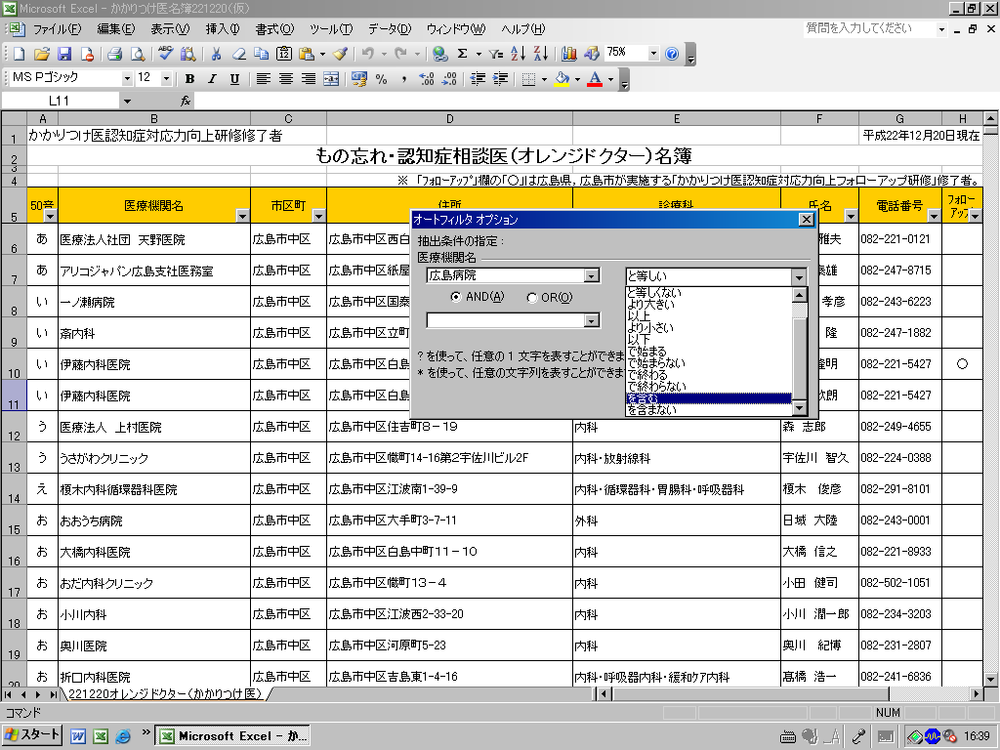 Microsoft Excel - かかりつけ医名簿221220(仮)
ファイル(F) 編集(E) 表示(V) 挿入(I) 書式(O) ツール(T) データ(D) ウィンドウ(W) ヘルプ(H) 質問を入力してください
75%
MS Pゴシック 12 B I U
L11 fx
A B C D E F G H
1 かかりつけ医認知症対応力向上研修修了者 平成22年12月20日現在
2 もの忘れ・認知症相談医(オレンジドクター)名簿
3
4 ※ 「フォローアップ」欄の「○」は広島県，広島市が実施する「かかりつけ医認知症対応力向上フォローアップ研修」修了者。
5 50音 医療機関名 市区町 住所 診療科 氏名 電話番号 フォローアップ
オートフィルタ オプション
抽出条件の指定：
医療機関名
広島病院 と等しい
AND(A) OR(O)
? を使って、任意の 1 文字を表すことができま
* を使って、任意の文字列を表すことができま
と等しくない
より大きい
以上
より小さい
以下
で始まる
で始まらない
で終わる
で終わらない
を含む
を含まない
6 あ 医療法人社団 天野医院 広島市中区 広島市中区西白 雅夫 082-221-0121
7 あ アリコジャパン広島支社医務室 広島市中区 広島市中区紙屋 泰雄 082-247-8715
8 い 一ノ瀬病院 広島市中区 広島市中区国泰 孝彦 082-243-6223
9 い 斎内科 広島市中区 広島市中区立町 隆 082-247-1882
10 い 伊藤内科医院 広島市中区 広島市中区白島 隆明 082-221-5427 ○
11 い 伊藤内科医院 広島市中区 広島市中区白島 欣朗 082-221-5427
12 う 医療法人 上村医院 広島市中区 広島市中区住吉町8－19 内科 森 志郎 082-249-4655
13 う うさがわクリニック 広島市中区 広島市中区幟町14-16第2宇佐川ビル2F 内科・放射線科 宇佐川 智久 082-224-0388
14 え 榎木内科循環器科医院 広島市中区 広島市中区江波南1-39-9 内科・循環器科・胃腸科・呼吸器科 榎木 俊彦 082-291-8101
15 お おおうち病院 広島市中区 広島市中区大手町3-7-11 外科 日域 大陸 082-243-0001
16 お 大橋内科医院 広島市中区 広島市中区白島中町11－10 内科 大橋 信之 082-221-8933
17 お おだ内科クリニック 広島市中区 広島市中区幟町13－4 内科 小田 健司 082-502-1051
18 お 小川内科 広島市中区 広島市中区江波西2-33-20 内科 小川 潤一郎 082-234-3203
19 お 奥川医院 広島市中区 広島市中区河原町5-23 内科 奥川 紀博 082-231-2807
20 お 折口内科医院 広島市中区 広島市中区吉島東1-4-16 内科・呼吸器内科・緩和ケア内科 髙橋 浩一 082-241-6836
221220オレンジドクター(かかりつけ医)
コマンド NUM
スタート Microsoft Excel - か... 16:39